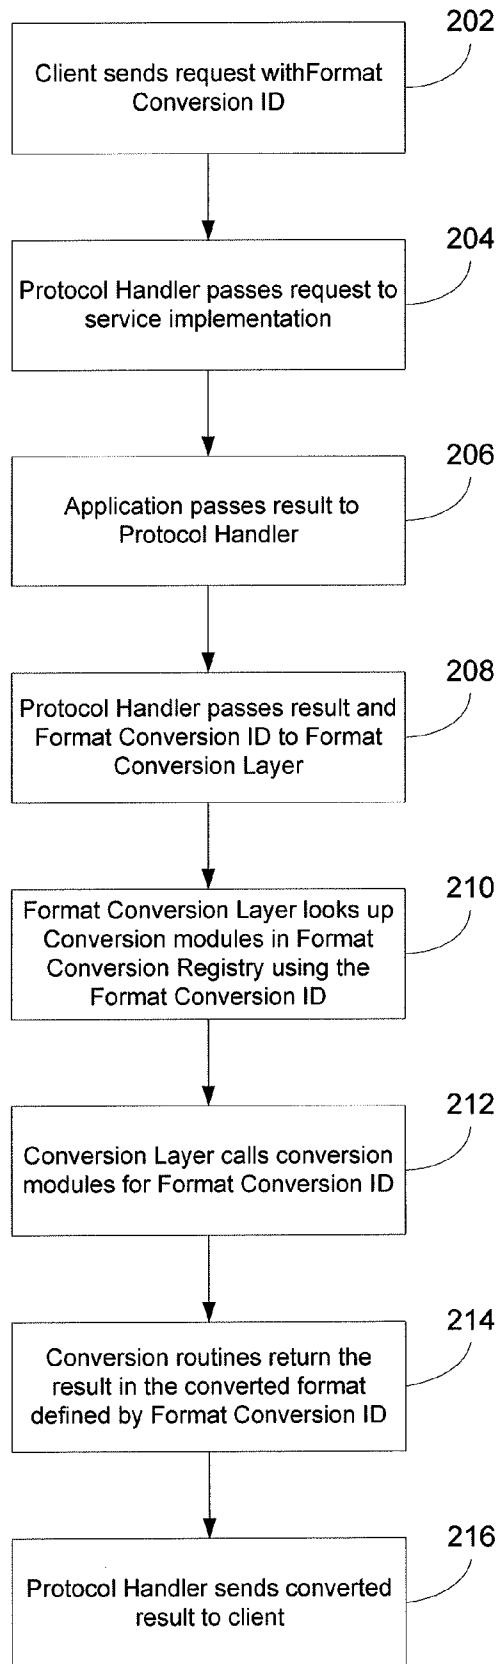 202
Client sends request withFormat
Conversion ID
204
Protocol Handler passes request to
service implementation
206
Application passes result to
Protocol Handler
208
Protocol Handler passes result and
Format Conversion ID to Format
Conversion Layer
210
Format Conversion Layer looks up
Conversion modules in Format
Conversion Registry using the
Format Conversion ID
212
Conversion Layer calls conversion
modules for Format Conversion ID
214
Conversion routines return the
result in the converted format
defined by Format Conversion ID
216
Protocol Handler sends converted
result to client